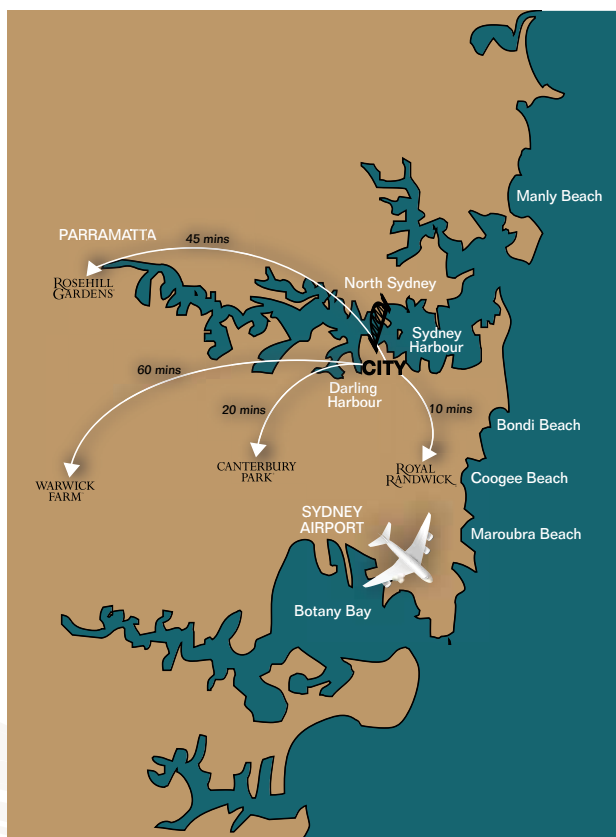 Manly Beach
PARRAMATTA
45 mins
ROSEHILL
GARDENS
North Sydney
Sydney
Harbour
60 mins
CITY
Darling
Harbour
20 mins
10 mins
Bondi Beach
WARWICK
FARM
CANTERBURY
PARK
ROYAL
RANDWICK
Coogee Beach
SYDNEY
AIRPORT
Maroubra Beach
Botany Bay